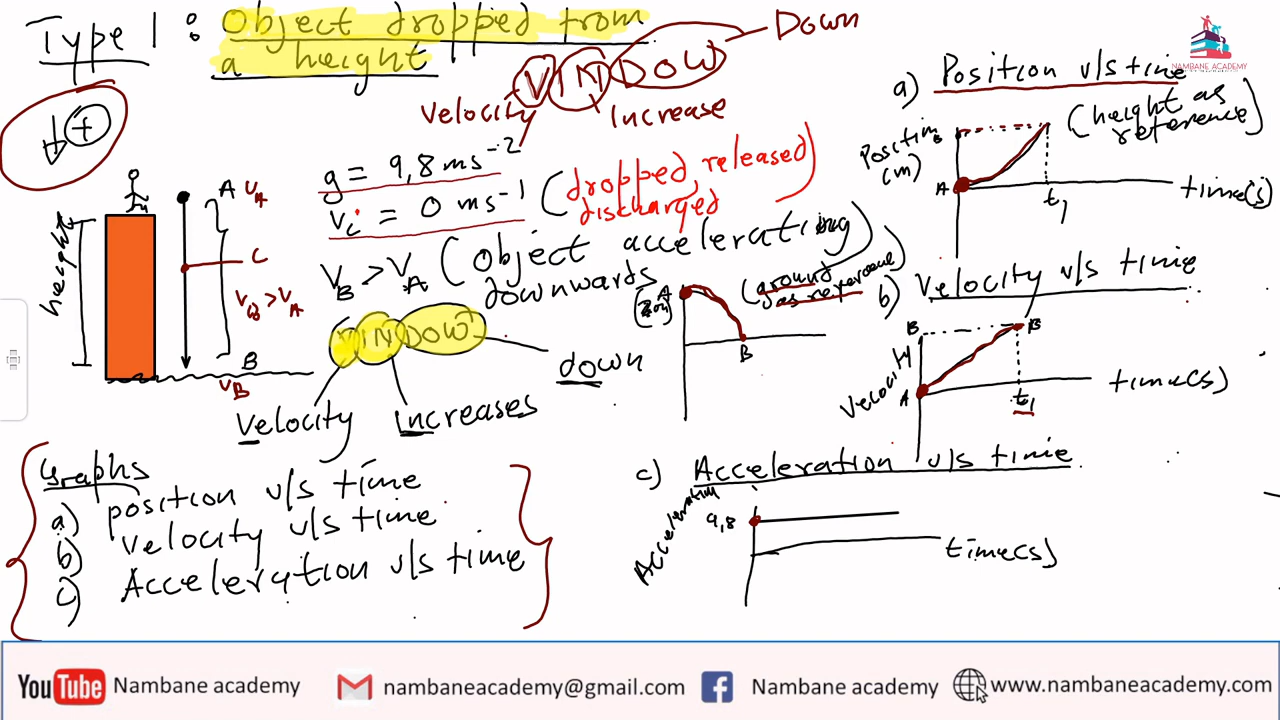 Type 1 : Object dropped from
a height
VINDOW
Down
Velocity
Increase
↓ +
g = 9,8 ms⁻²
Vi = 0 ms⁻¹ (dropped, released
discharged)
VB > VA (object accelerating
downwards)
A VA
C
VB > VA
B
VB
height
VINDOW
down
Velocity
Increases
Graphs
a) position v/s time
b) velocity v/s time
c) Acceleration v/s time
NAMBANE ACADEMY
a) Position v/s time
(height as
reference)
Position
(m)
B
A
t1
time(s)
(ground
as reference)
A
B
b) Velocity v/s time
B
B
Velocity
A
t1
time(s)
c) Acceleration v/s time
Acceleration
9,8
time(s)
YouTube Nambane academy
nambaneacademy@gmail.com
f Nambane academy
www.nambaneacademy.com